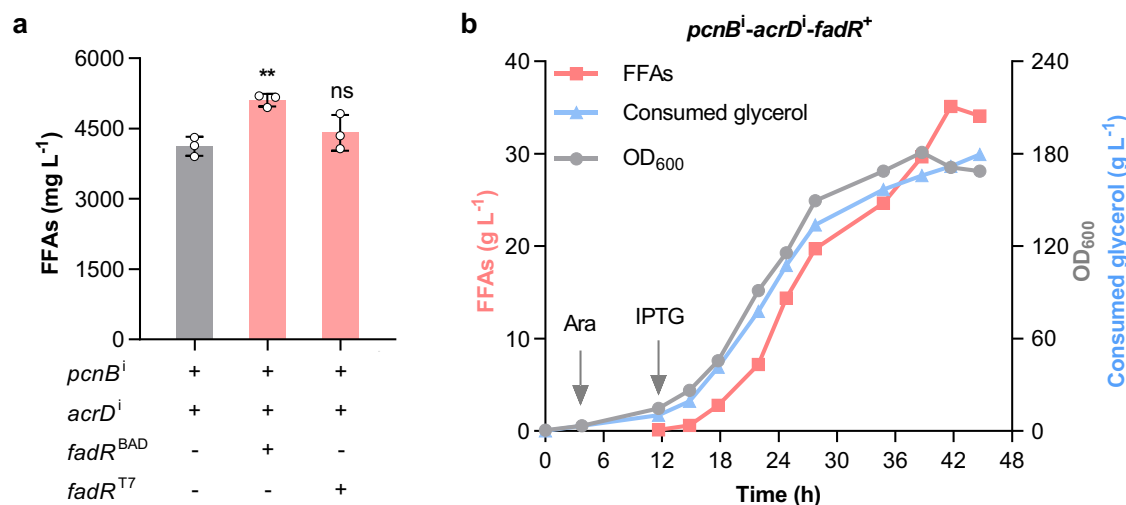 a
FFAs (mg L⁻¹)
6000
4500
3000
1500
0
**
ns
pcnBⁱ + + +
acrDⁱ + + +
fadRᴮᴬᴰ - + -
fadRᵀ⁷ - - +
b
pcnBⁱ-acrDⁱ-fadR⁺
FFAs
Consumed glycerol
OD₆₀₀
FFAs (g L⁻¹)
40
30
20
10
0
Ara
IPTG
240
180
120
60
0
OD₆₀₀
Consumed glycerol (g L⁻¹)
0 6 12 18 24 30 36 42 48
Time (h)